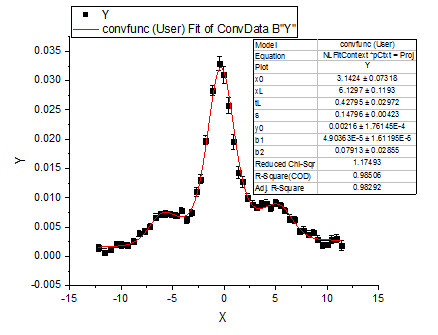 Y
convfunc (User) Fit of ConvData B"Y"
Model convfunc (User)
Equation NLFitContext *pCtxt = Proj
Plot Y
x0 3.1424 ± 0.07318
xL 6.1297 ± 0.1193
tL 0.42795 ± 0.02972
s 0.14796 ± 0.00423
y0 0.00216 ± 1.76145E-4
b1 4.90363E-5 ± 1.61195E-5
b2 0.07913 ± 0.02855
Reduced Chi-Sqr 1.17493
R-Square(COD) 0.98506
Adj. R-Square 0.98292
0.035
0.030
0.025
0.020
0.015
0.010
0.005
0.000
-0.005
Y
-15 -10 -5 0 5 10 15
X